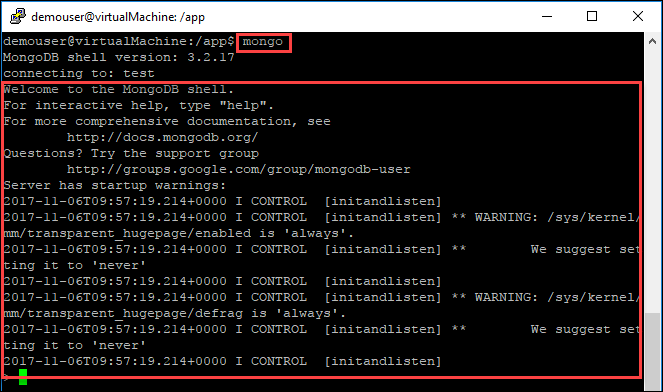 demouser@virtualMachine: /app
demouser@virtualMachine:/app$ mongo
MongoDB shell version: 3.2.17
connecting to: test
Welcome to the MongoDB shell.
For interactive help, type "help".
For more comprehensive documentation, see
http://docs.mongodb.org/
Questions? Try the support group
http://groups.google.com/group/mongodb-user
Server has startup warnings:
2017-11-06T09:57:19.214+0000 I CONTROL  [initandlisten]
2017-11-06T09:57:19.214+0000 I CONTROL  [initandlisten] ** WARNING: /sys/kernel/
mm/transparent_hugepage/enabled is 'always'.
2017-11-06T09:57:19.214+0000 I CONTROL  [initandlisten] **        We suggest set
ting it to 'never'
2017-11-06T09:57:19.214+0000 I CONTROL  [initandlisten]
2017-11-06T09:57:19.214+0000 I CONTROL  [initandlisten] ** WARNING: /sys/kernel/
mm/transparent_hugepage/defrag is 'always'.
2017-11-06T09:57:19.214+0000 I CONTROL  [initandlisten] **        We suggest set
ting it to 'never'
2017-11-06T09:57:19.214+0000 I CONTROL  [initandlisten]
>